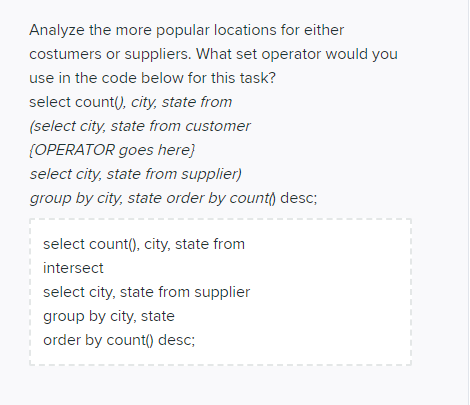 Analyze the more popular locations for either
costumers or suppliers. What set operator would you
use in the code below for this task?
select count(), city, state from
(select city, state from customer
{OPERATOR goes here}
select city, state from supplier)
group by city, state order by count() desc;
select count(), city, state from
intersect
select city, state from supplier
group by city, state
order by count() desc;